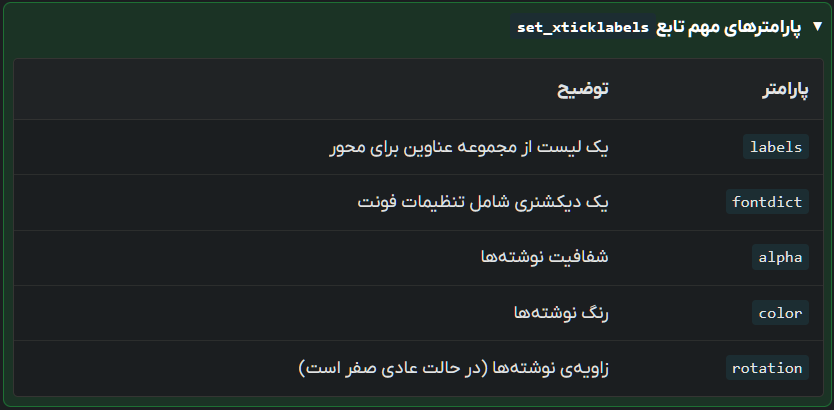 ▼ پارامترهای مهم تابع set_xticklabels
پارامتر توضیح
labels یک لیست از مجموعه عناوین برای محور
fontdict یک دیکشنری شامل تنظیمات فونت
alpha شفافیت نوشته‌ها
color رنگ نوشته‌ها
rotation زاویه‌ی نوشته‌ها (در حالت عادی صفر است)